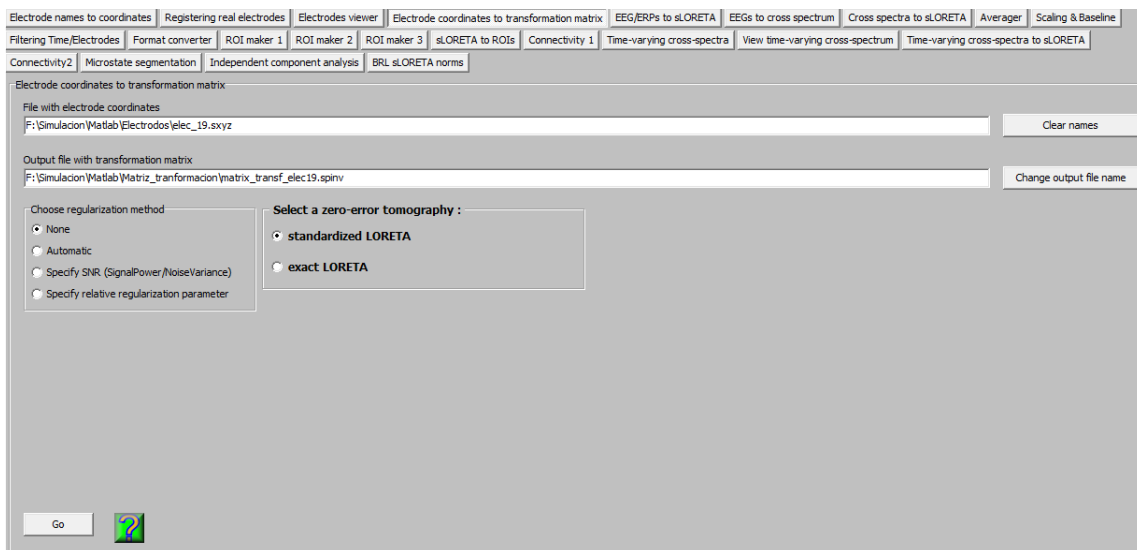 Electrode names to coordinates Registering real electrodes Electrodes viewer Electrode coordinates to transformation matrix EEG/ERPs to sLORETA EEGs to cross spectrum Cross spectra to sLORETA Averager Scaling & Baseline
Filtering Time/Electrodes Format converter ROI maker 1 ROI maker 2 ROI maker 3 sLORETA to ROIs Connectivity 1 Time-varying cross-spectra View time-varying cross-spectrum Time-varying cross-spectra to sLORETA
Connectivity2 Microstate segmentation Independent component analysis BRL sLORETA norms
Electrode coordinates to transformation matrix
File with electrode coordinates
F:\Simulacion\Matlab\Electrodos\elec_19.sxyz Clear names
Output file with transformation matrix
F:\Simulacion\Matlab\Matriz_tranformacion\matrix_transf_elec19.spinv Change output file name
Choose regularization method
None
Automatic
Specify SNR (SignalPower/NoiseVariance)
Specify relative regularization parameter
Select a zero-error tomography :
standardized LORETA
exact LORETA
Go ?